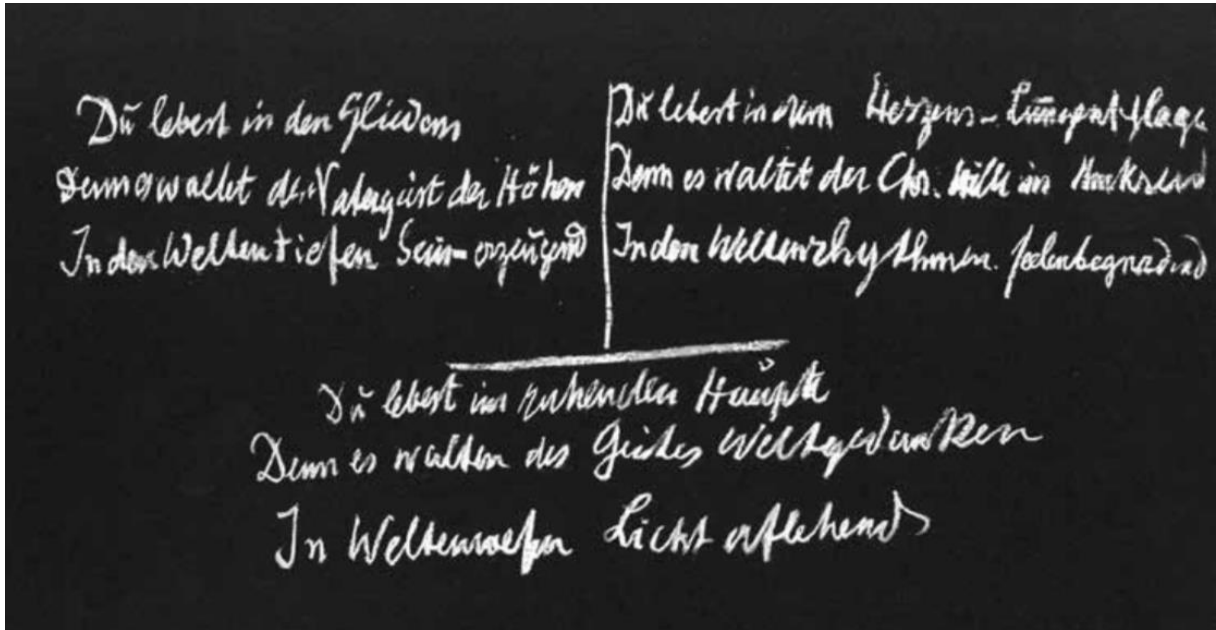 Du lebest in den Gliedern
Denn es waltet der Vatergeist der Höhen
In den Weltentiefen Sein-erzeugend
Du lebest in dem Herzens-Lungenschlage
Denn es waltet der Chr. Wille im Umkreis
In den Weltenrhythmen. Seelenbegnadend
Du lebest im ruhenden Haupte
Denn es walten des Geistes Weltgedanken
In Weltenwesen Licht erflehend